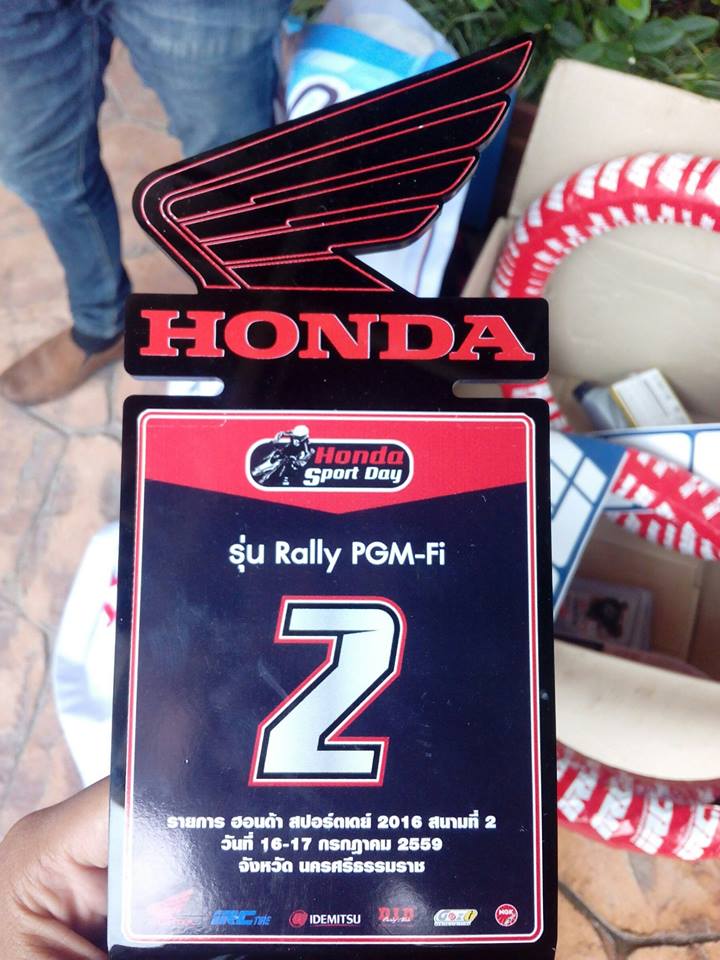 HONDA
Honda
Sport Day
รุ่น Rally PGM-Fi
2
รายการ ฮอนด้า สปอร์ตเดย์ 2016 สนามที่ 2
วันที่ 16-17 กรกฎาคม 2559
จังหวัด นครศรีธรรมราช
IRC TIRE IDEMITSU D.I.D NGK